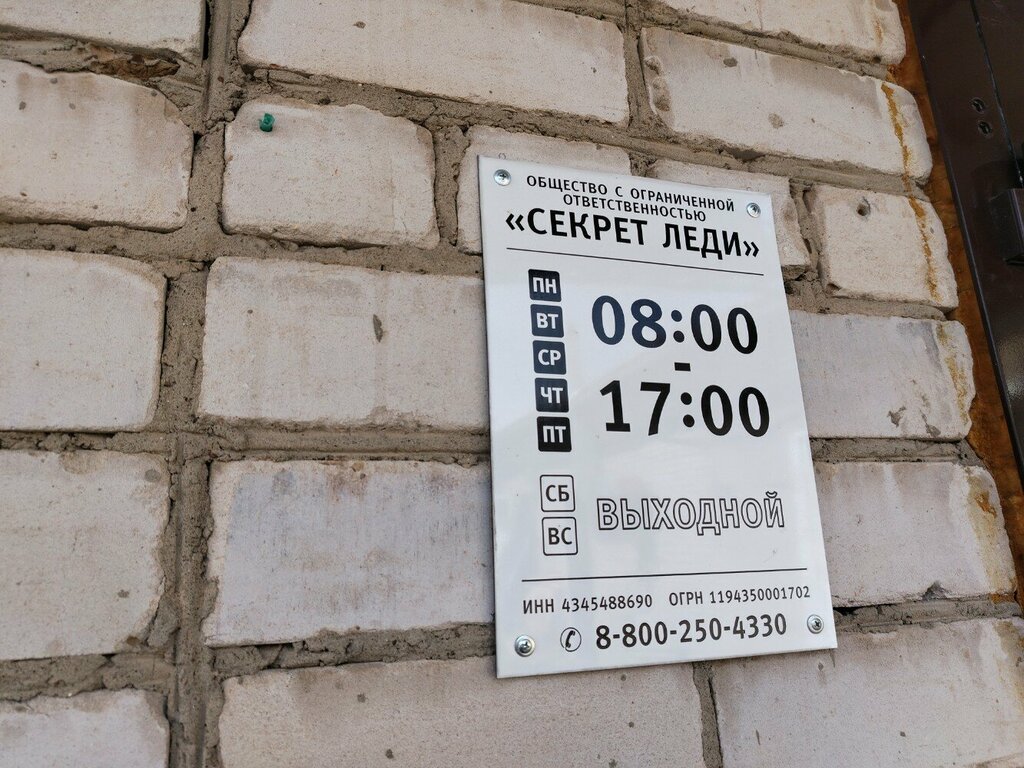 ОБЩЕСТВО С ОГРАНИЧЕННОЙ
ОТВЕТСТВЕННОСТЬЮ
«СЕКРЕТ ЛЕДИ»
ПН
ВТ
СР
ЧТ
ПТ
08:00
-
17:00
СБ
ВС
ВЫХОДНОЙ
ИНН 4345488690 ОГРН 1194350001702
8-800-250-4330